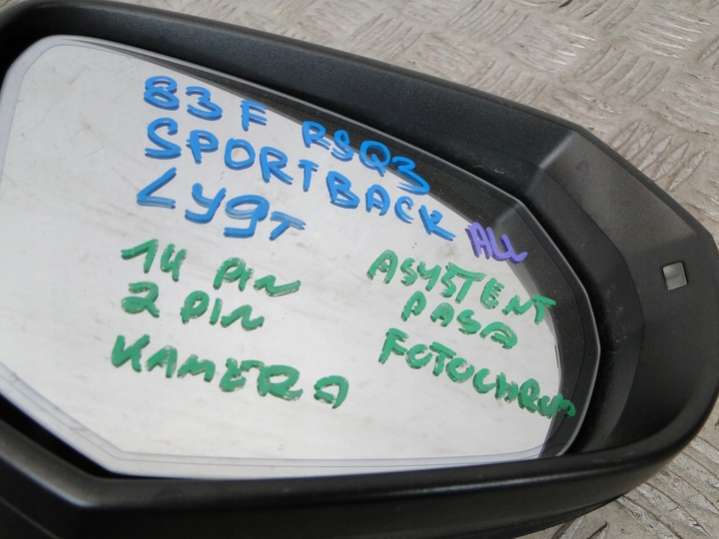 83F RSQ3
SPORTBACK ALL
LY9T
14 PIN
2 PIN
KAMERA
ASYSTENT
PASA
FOTOCHROM